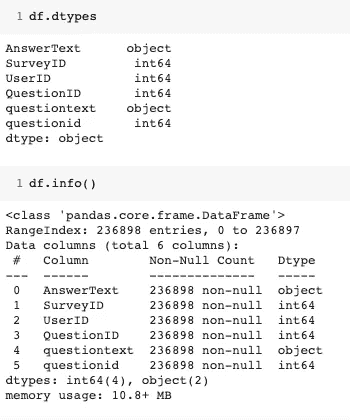 1 df.dtypes
AnswerText object
SurveyID int64
UserID int64
QuestionID int64
questiontext object
questionid int64
dtype: object
1 df.info()
<class 'pandas.core.frame.DataFrame'>
RangeIndex: 236898 entries, 0 to 236897
Data columns (total 6 columns):
# Column Non-Null Count Dtype
--- ------ -------------- -----
0 AnswerText 236898 non-null object
1 SurveyID 236898 non-null int64
2 UserID 236898 non-null int64
3 QuestionID 236898 non-null int64
4 questiontext 236898 non-null object
5 questionid 236898 non-null int64
dtypes: int64(4), object(2)
memory usage: 10.8+ MB